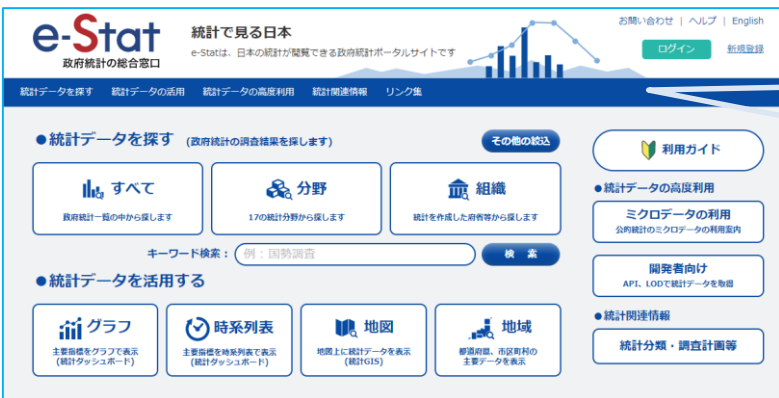 e-Stat
政府統計の総合窓口
統計で見る日本
e-Statは、日本の統計が閲覧できる政府統計ポータルサイトです
お問い合わせ | ヘルプ | English
ログイン
新規登録
統計データを探す 統計データの活用 統計データの高度利用 統計関連情報 リンク集
●統計データを探す (政府統計の調査結果を探します)
その他の絞込
すべて
政府統計一覧の中から探します
分野
17の統計分野から探します
組織
統計を作成した府省等から探します
キーワード検索:
例:国勢調査
検 索
●統計データを活用する
グラフ
主要指標をグラフで表示
(統計ダッシュボード)
時系列表
主要指標を時系列表で表示
(統計ダッシュボード)
地図
地図上に統計データを表示
(統計GIS)
地域
都道府県、市区町村の
主要データを表示
利用ガイド
●統計データの高度利用
ミクロデータの利用
公的統計のミクロデータの利用案内
開発者向け
API、LODで統計データを取得
●統計関連情報
統計分類・調査計画等